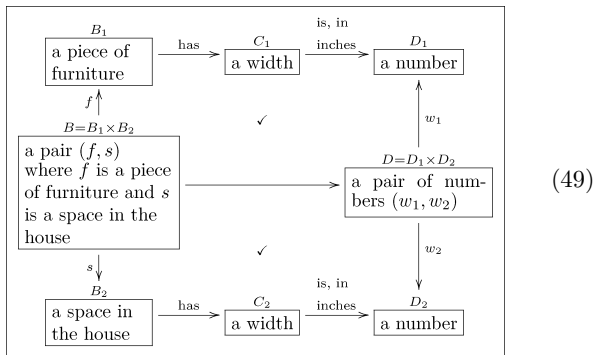 B₁
a piece of
furniture
has
C₁
a width
is, in
inches
D₁
a number
f
✓
w₁
B=B₁×B₂
a pair (f, s)
where f is a piece
of furniture and s
is a space in the
house
D=D₁×D₂
a pair of num-
bers (w₁, w₂)
(49)
s
✓
w₂
B₂
a space in
the house
has
C₂
a width
is, in
inches
D₂
a number